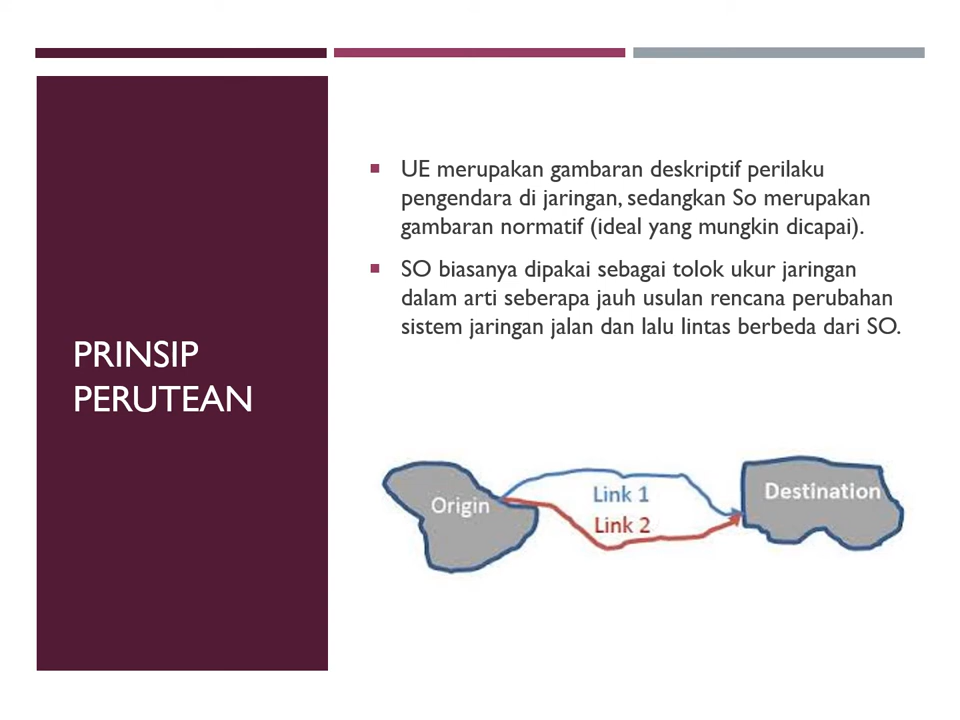 PRINSIP
PERUTEAN
UE merupakan gambaran deskriptif perilaku
pengendara di jaringan, sedangkan So merupakan
gambaran normatif (ideal yang mungkin dicapai).
SO biasanya dipakai sebagai tolok ukur jaringan
dalam arti seberapa jauh usulan rencana perubahan
sistem jaringan jalan dan lalu lintas berbeda dari SO.
Origin
Link 1
Link 2
Destination